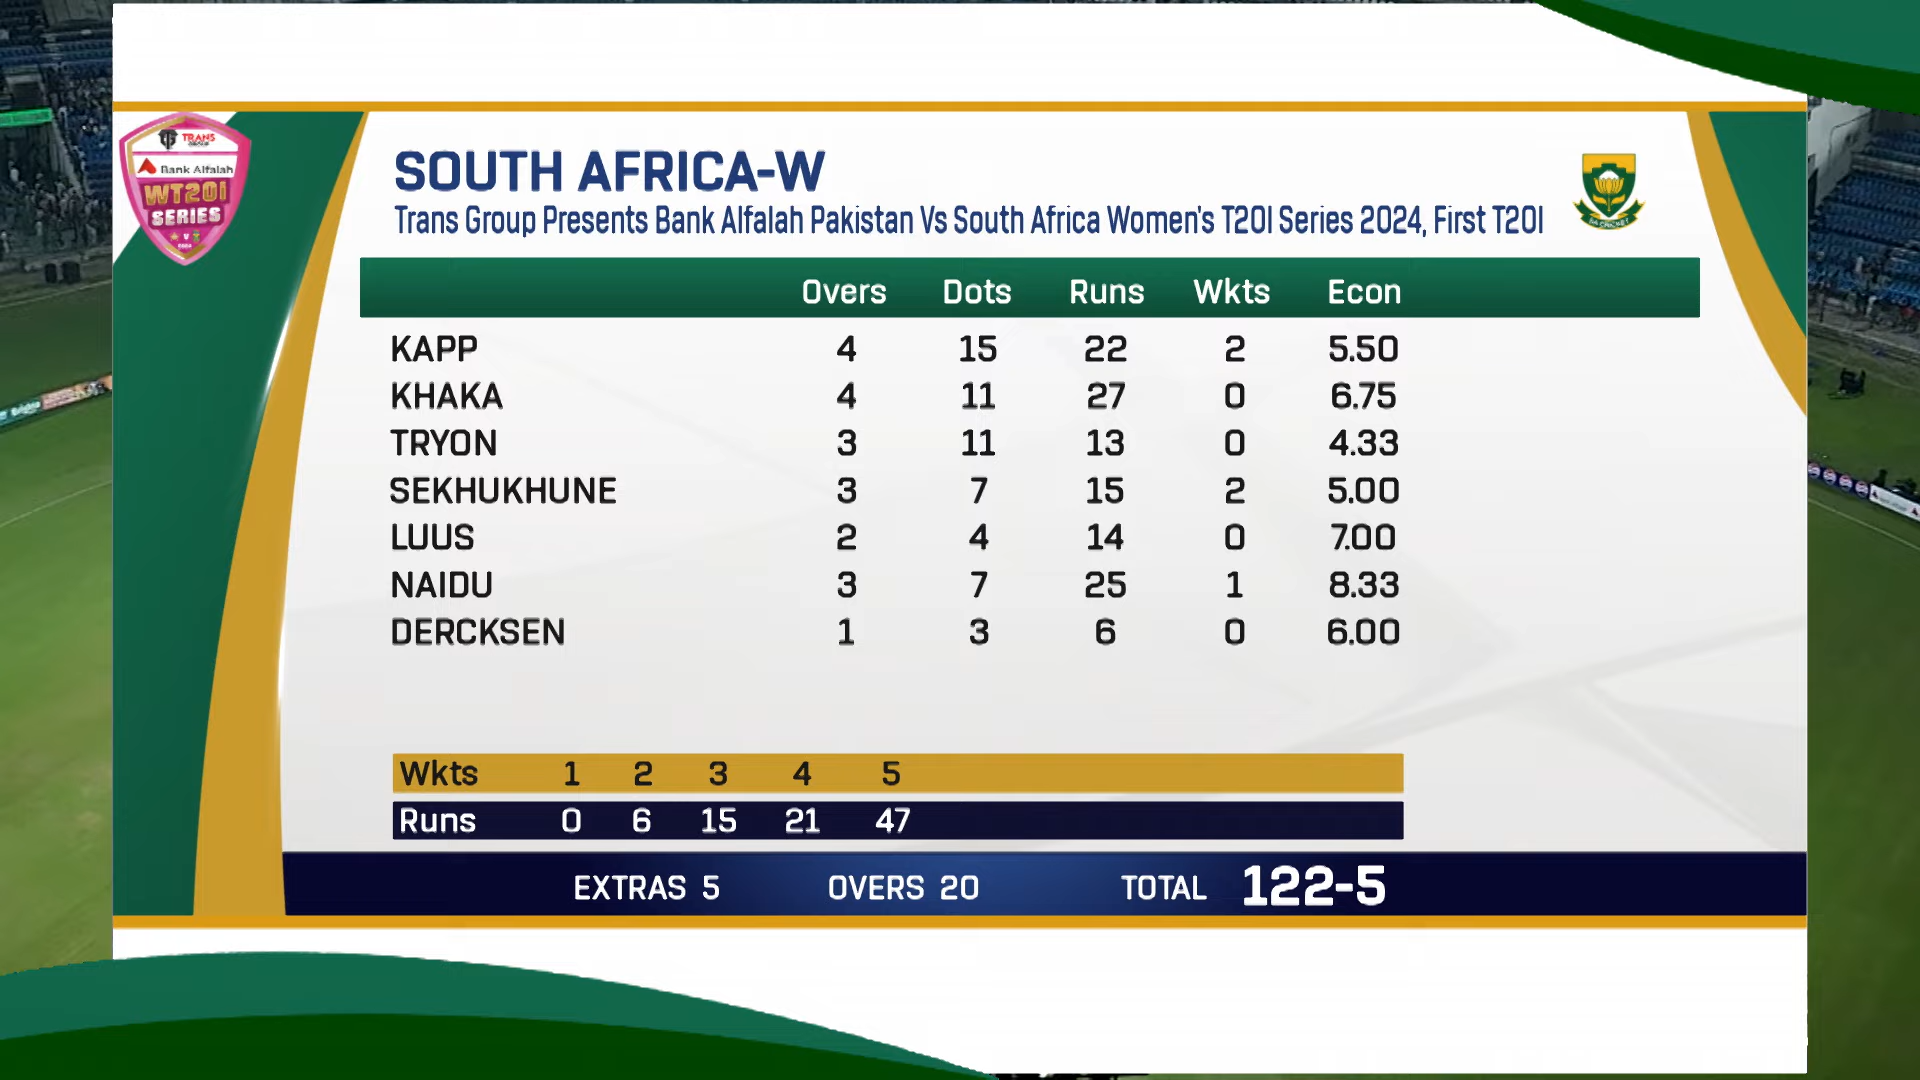 TRANS
GROUP
Bank Alfalah
WT20I
SERIES
SOUTH AFRICA-W
Trans Group Presents Bank Alfalah Pakistan Vs South Africa Women's T20I Series 2024, First T20I
Overs Dots Runs Wkts Econ
KAPP 4 15 22 2 5.50
KHAKA 4 11 27 0 6.75
TRYON 3 11 13 0 4.33
SEKHUKHUNE 3 7 15 2 5.00
LUUS 2 4 14 0 7.00
NAIDU 3 7 25 1 8.33
DERCKSEN 1 3 6 0 6.00
Wkts 1 2 3 4 5
Runs 0 6 15 21 47
EXTRAS 5 OVERS 20 TOTAL 122-5